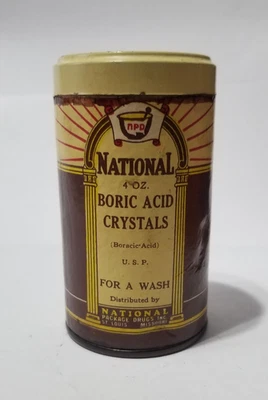 NPD
NATIONAL
4 OZ.
BORIC ACID
CRYSTALS
(Boracic-Acid)
U. S. P.
FOR A WASH
Distributed by
NATIONAL
PACKAGE DRUGS INC.
ST. LOUIS MISSOURI